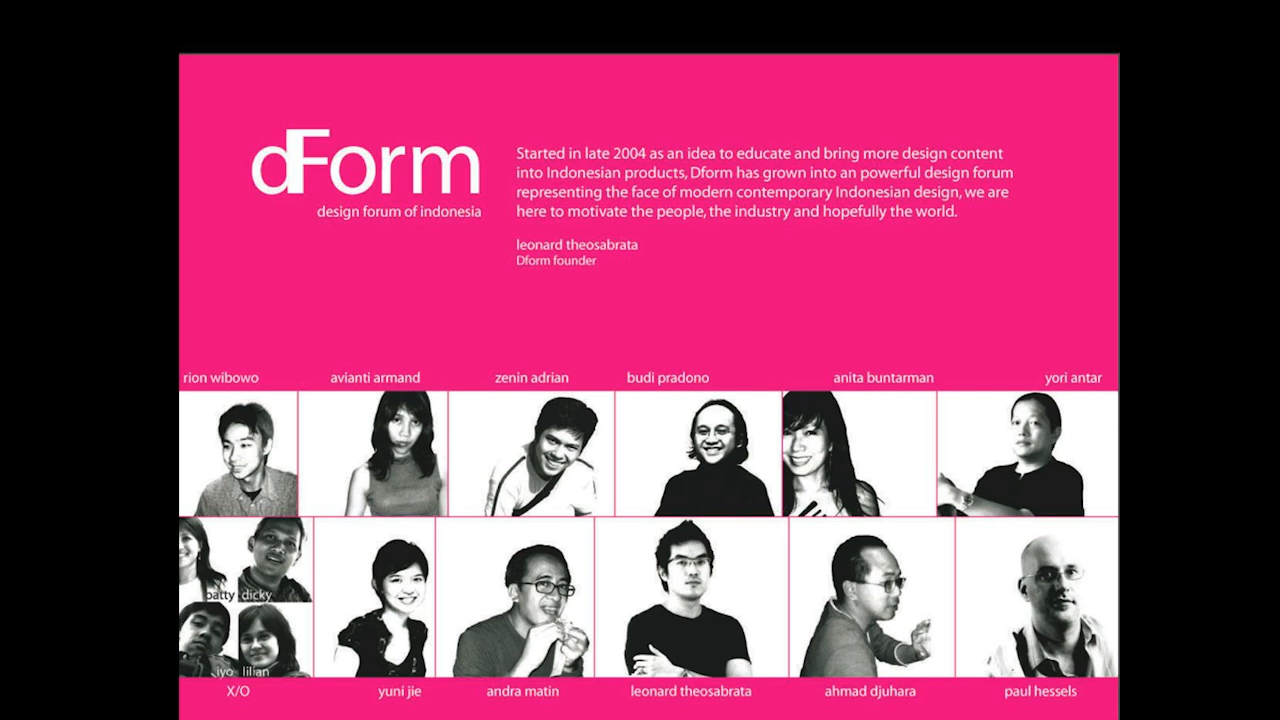 dForm
design forum of indonesia
Started in late 2004 as an idea to educate and bring more design content
into Indonesian products, Dform has grown into an powerful design forum
representing the face of modern contemporary Indonesian design, we are
here to motivate the people, the industry and hopefully the world.
leonard theosabrata
Dform founder
rion wibowo avianti armand zenin adrian budi pradono anita buntarman yori antar
patty dicky
iyo lilian
X/O yuni jie andra matin leonard theosabrata ahmad djuhara paul hessels